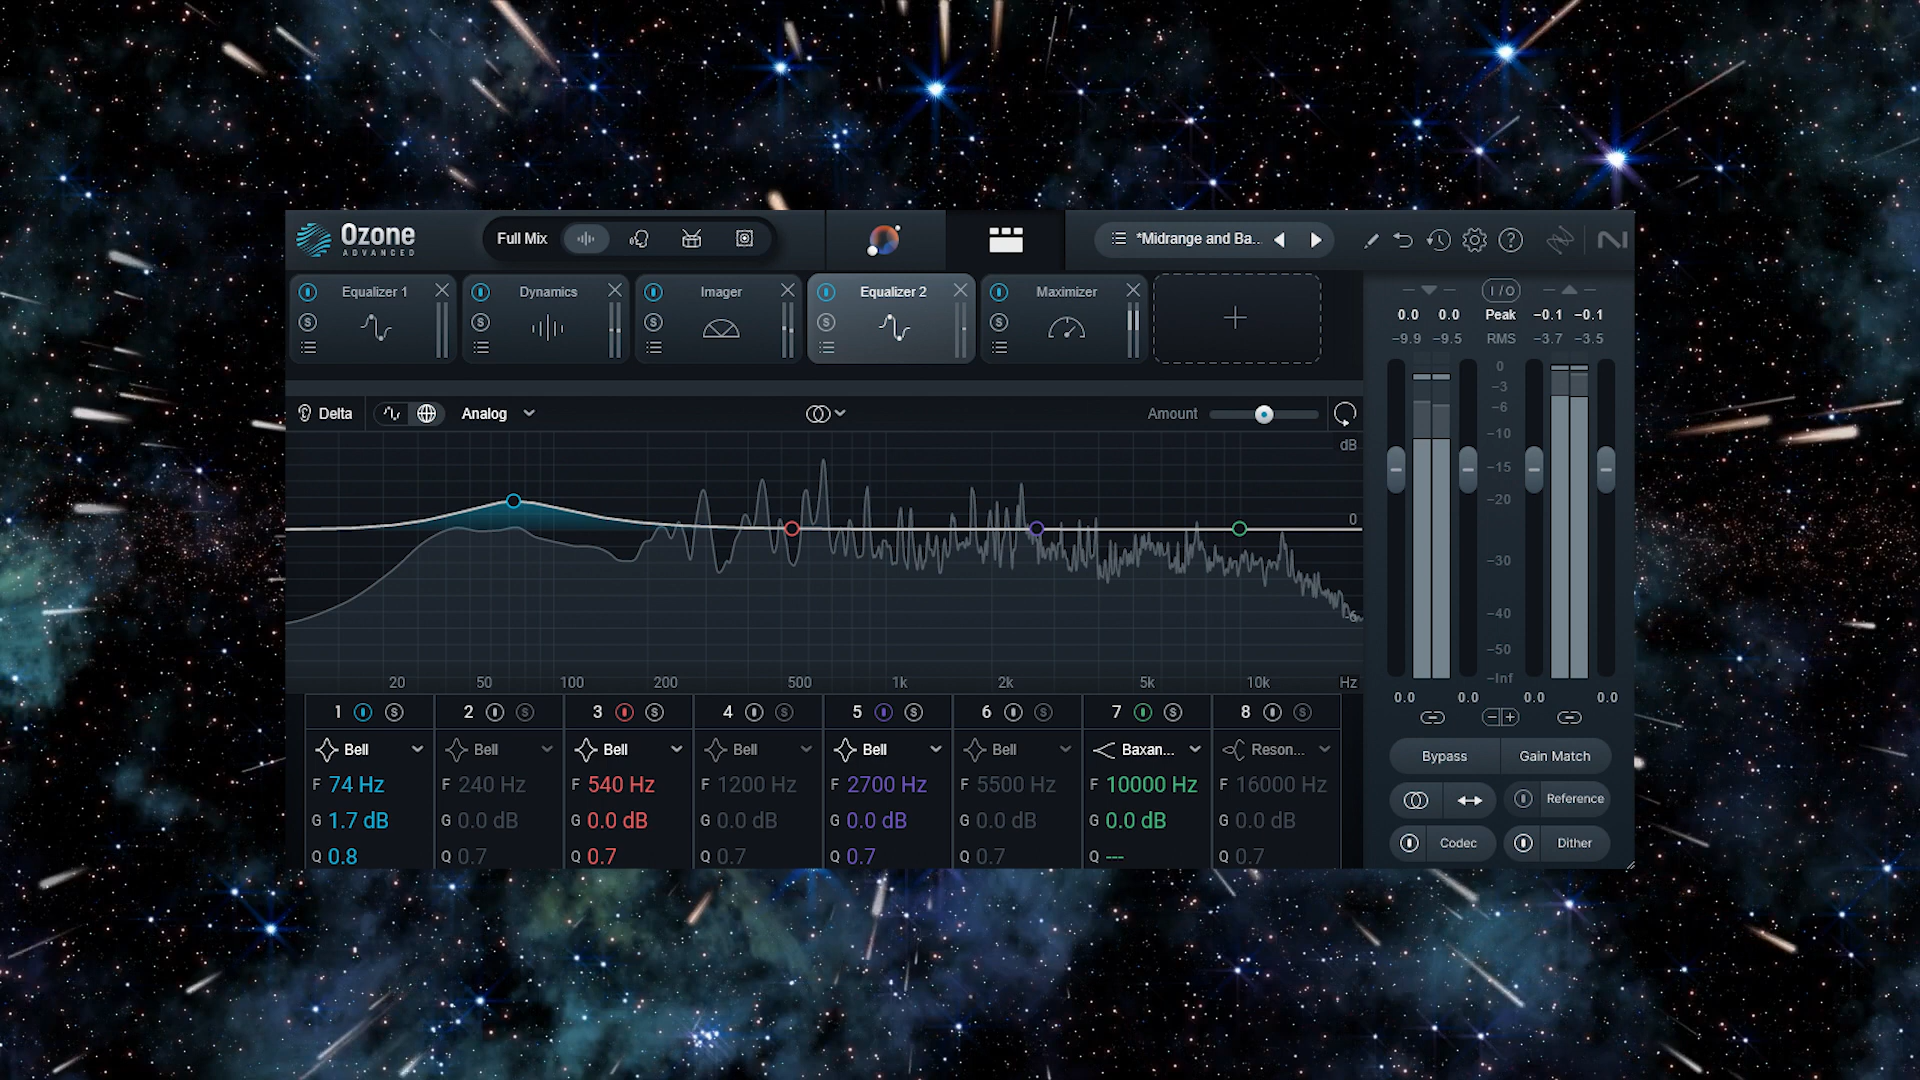 Ozone
ADVANCED
Full Mix
*Midrange and Ba...
Equalizer 1
Dynamics
Imager
Equalizer 2
Maximizer
S
S
S
S
S
I/O
0.0 0.0 Peak -0.1 -0.1
-9.9 -9.5 RMS -3.7 -3.5
Delta
Analog
Amount
dB
0
-6
20 50 100 200 500 1k 2k 5k 10k Hz
0
-3
-6
-10
-15
-20
-30
-40
-50
-Inf
0.0 0.0 0.0 0.0
1 S 2 S 3 S 4 S 5 S 6 S 7 S 8 S
Bell Bell Bell Bell Bell Bell Baxan... Reson...
F 74 Hz F 240 Hz F 540 Hz F 1200 Hz F 2700 Hz F 5500 Hz F 10000 Hz F 16000 Hz
G 1.7 dB G 0.0 dB G 0.0 dB G 0.0 dB G 0.0 dB G 0.0 dB G 0.0 dB G 0.0 dB
Q 0.8 Q 0.7 Q 0.7 Q 0.7 Q 0.7 Q 0.7 Q --- Q 0.7
Bypass Gain Match
Reference
Codec Dither